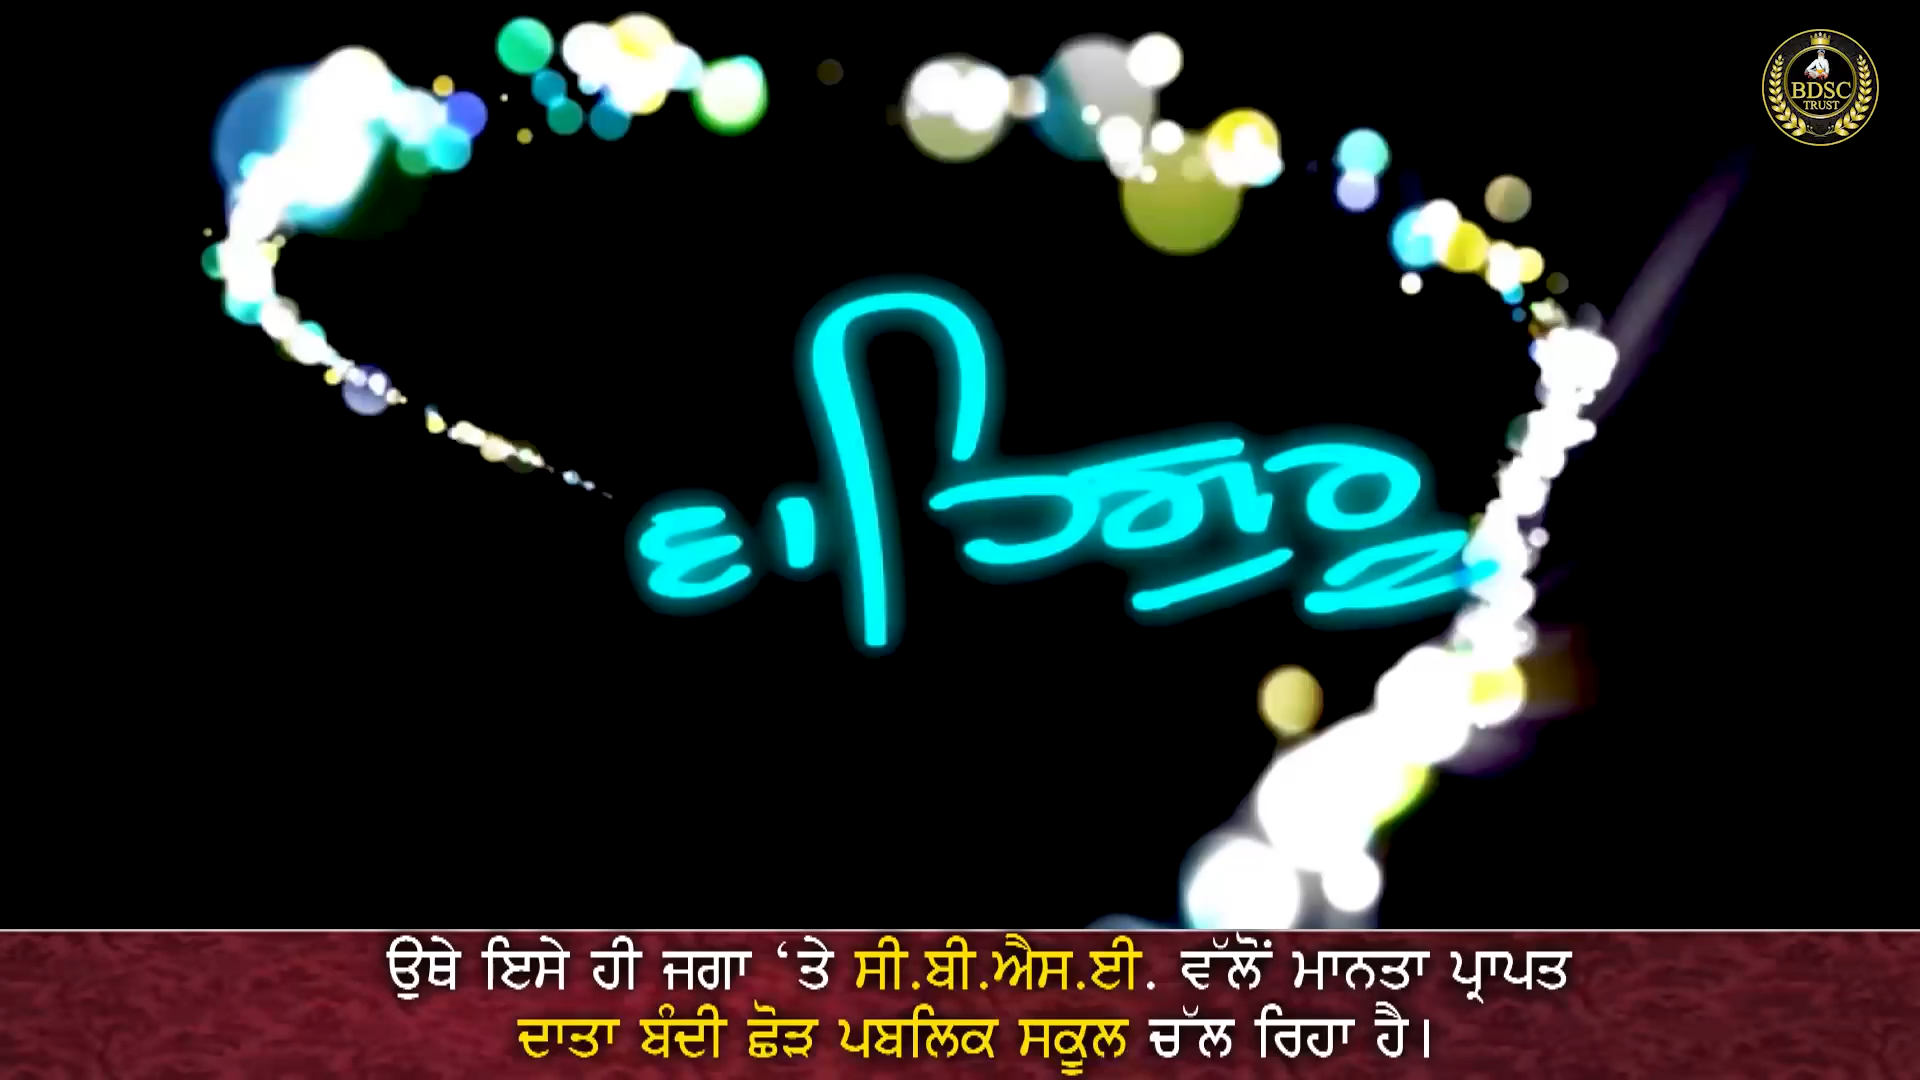 BDSC
TRUST
ਵਾਹਿਗੁਰੂ
ਉਥੇ ਇਸੇ ਹੀ ਜਗਾ ‘ਤੇ ਸੀ.ਬੀ.ਐਸ.ਈ. ਵੱਲੋਂ ਮਾਨਤਾ ਪ੍ਰਾਪਤ
ਦਾਤਾ ਬੰਦੀ ਛੋੜ ਪਬਲਿਕ ਸਕੂਲ ਚੱਲ ਰਿਹਾ ਹੈ।